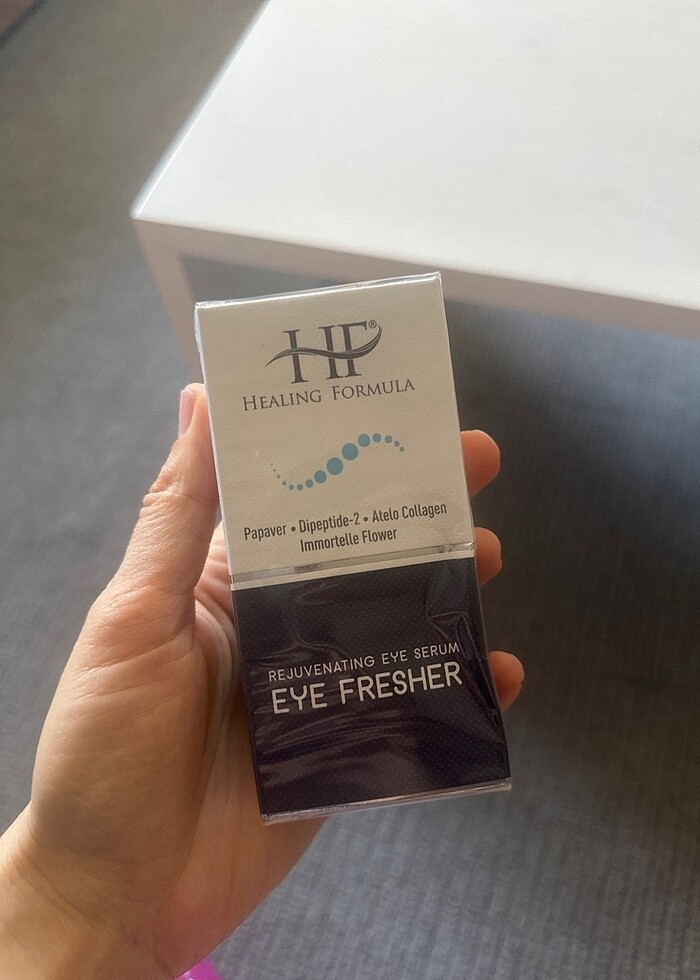 HF®
HEALING FORMULA
Papaver • Dipeptide-2 • Atelo Collagen
Immortelle Flower
REJUVENATING EYE SERUM
EYE FRESHER